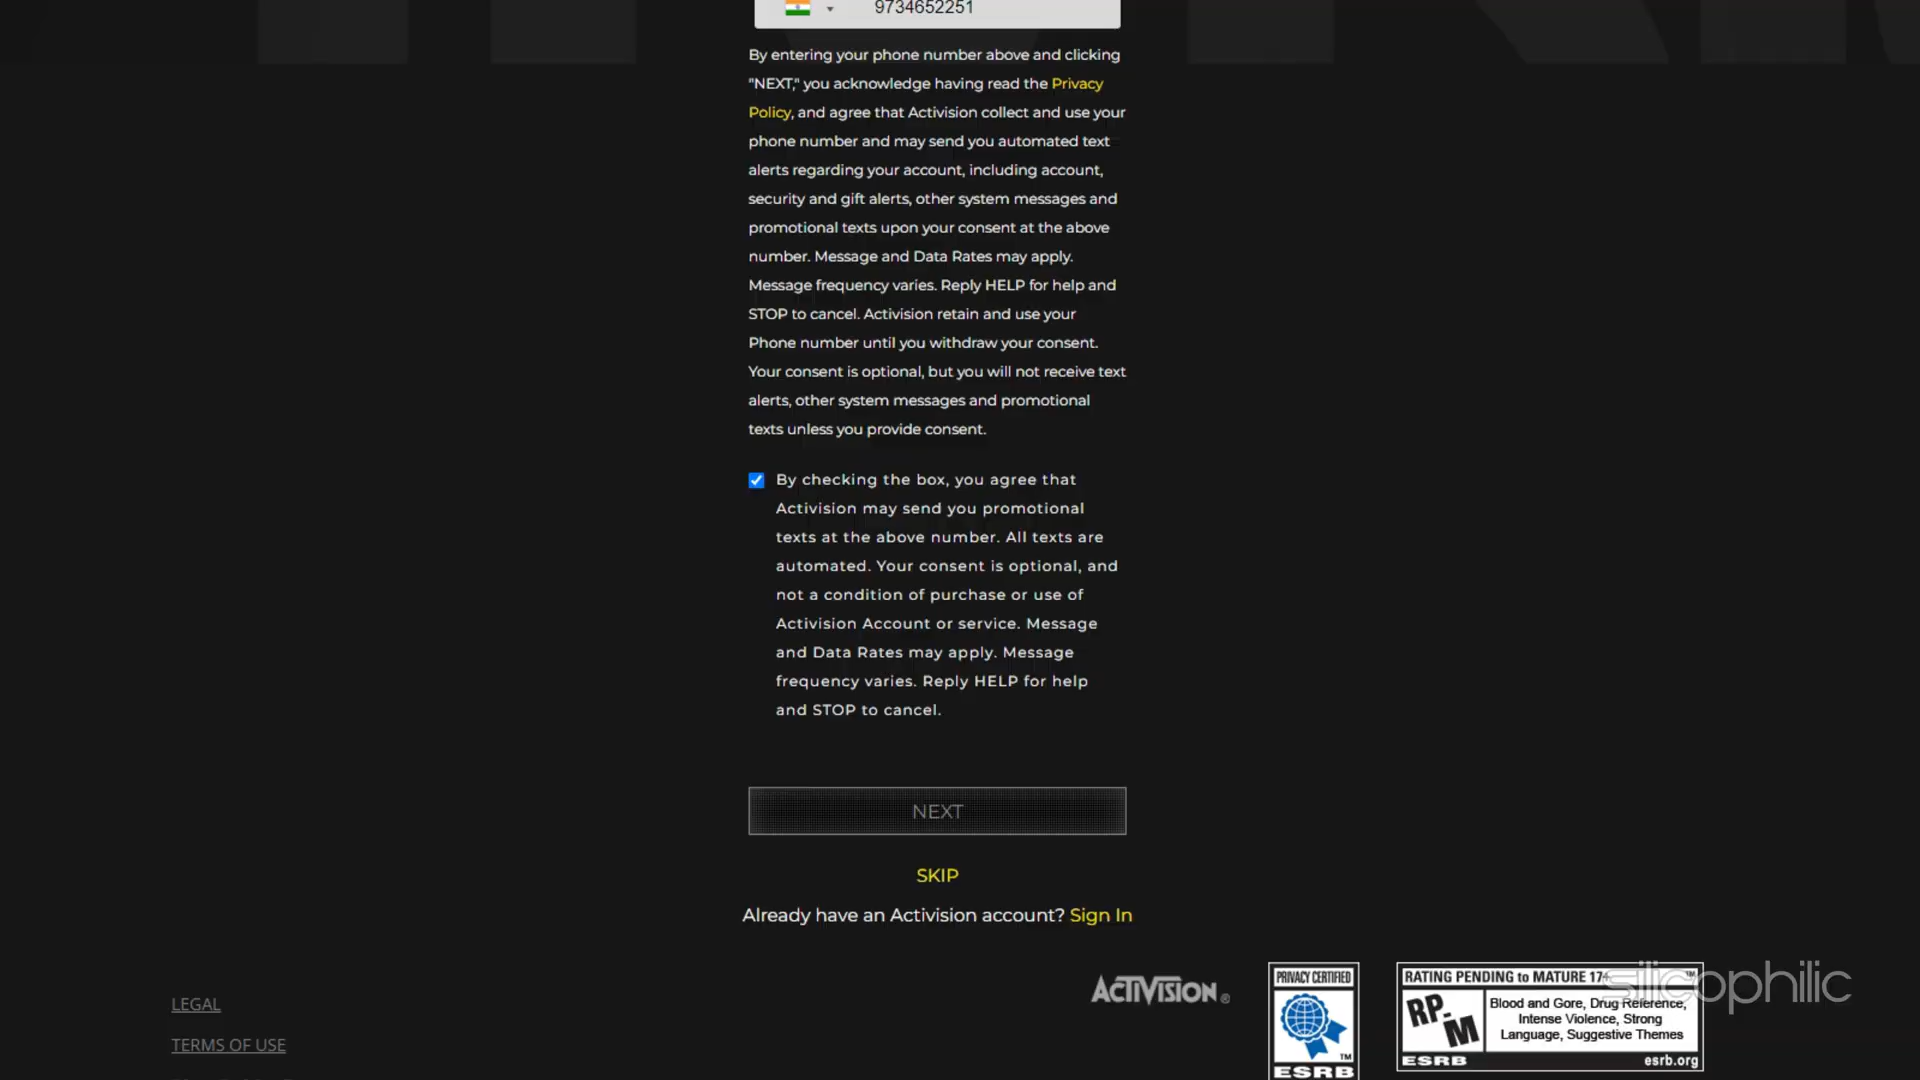 9734652251
By entering your phone number above and clicking
"NEXT," you acknowledge having read the Privacy
Policy, and agree that Activision collect and use your
phone number and may send you automated text
alerts regarding your account, including account,
security and gift alerts, other system messages and
promotional texts upon your consent at the above
number. Message and Data Rates may apply.
Message frequency varies. Reply HELP for help and
STOP to cancel. Activision retain and use your
Phone number until you withdraw your consent.
Your consent is optional, but you will not receive text
alerts, other system messages and promotional
texts unless you provide consent.
By checking the box, you agree that
Activision may send you promotional
texts at the above number. All texts are
automated. Your consent is optional, and
not a condition of purchase or use of
Activision Account or service. Message
and Data Rates may apply. Message
frequency varies. Reply HELP for help
and STOP to cancel.
NEXT
SKIP
Already have an Activision account? Sign In
LEGAL
TERMS OF USE
ACTIVISION®
PRIVACY CERTIFIED
TM
ESRB
RATING PENDING to MATURE 17+
RP-M
Blood and Gore, Drug Reference,
Intense Violence, Strong
Language, Suggestive Themes
ESRB
esrb.org
silicophilic